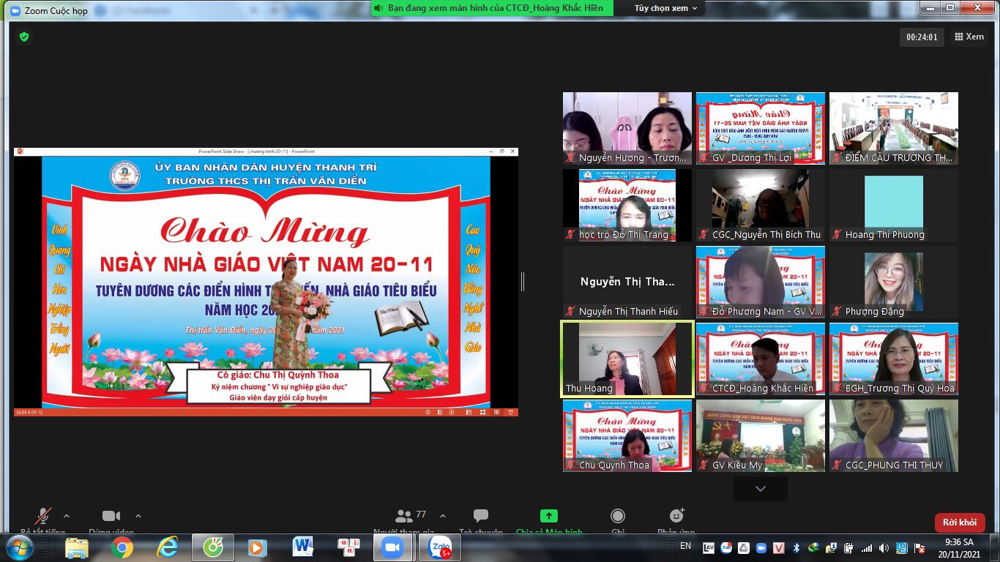 Zoom Cuộc họp
Bạn đang xem màn hình của CTCĐ_Hoàng Khắc Hiền
Tùy chọn xem
00:24:01
Xem
PowerPoint Slide Show - [chương trình 20-11] - PowerPoint
ỦY BAN NHÂN DÂN HUYỆN THANH TRÌ
TRƯỜNG THCS THỊ TRẤN VĂN ĐIỂN
Chào Mừng
NGÀY NHÀ GIÁO VIỆT NAM 20-11
TUYÊN DƯƠNG CÁC ĐIỂN HÌNH NHÀ GIÁO TIÊU BIỂU
NĂM HỌC
Thị trấn Văn Điển, ngày 20 năm 2021
Vinh
Quang
Chỉ
Hơn
Nghiệp
Trồng
Người
Cao
Quý
Nào
Bằng
Nghề
Nhà
Giáo
Cô giáo: Chu Thị Quỳnh Thoa
Kỷ niệm chương " Vì sự nghiệp giáo dục"
Giáo viên dạy giỏi cấp huyện
SLIDE 8 OF 12
Nguyễn Hương - Trươn...
GV _Dương Thị Lợi
ĐIỂM CẦU TRƯỜNG TH...
học trò Đỗ Thị Trang
CGC_Nguyễn Thị Bích Thu
Hoang Thi Phuong
Nguyễn Thị Tha...
Nguyễn Thị Thanh Hiếu
Đỗ Phương Nam - GV V...
Phượng Đặng
Thu Hoang
CTCĐ_Hoàng Khắc Hiền
BGH_Trương Thị Quý Hoa
Chu Quynh Thoa
GV Kiều My
CGC_PHUNG THI THUY
Bỏ tắt tiếng
Dừng video
77
Người tham gia
Trò chuyện
Chia sẻ Màn hình
Ghi
Phản ứng
Rời khỏi
EN
9:36 SA
20/11/2021